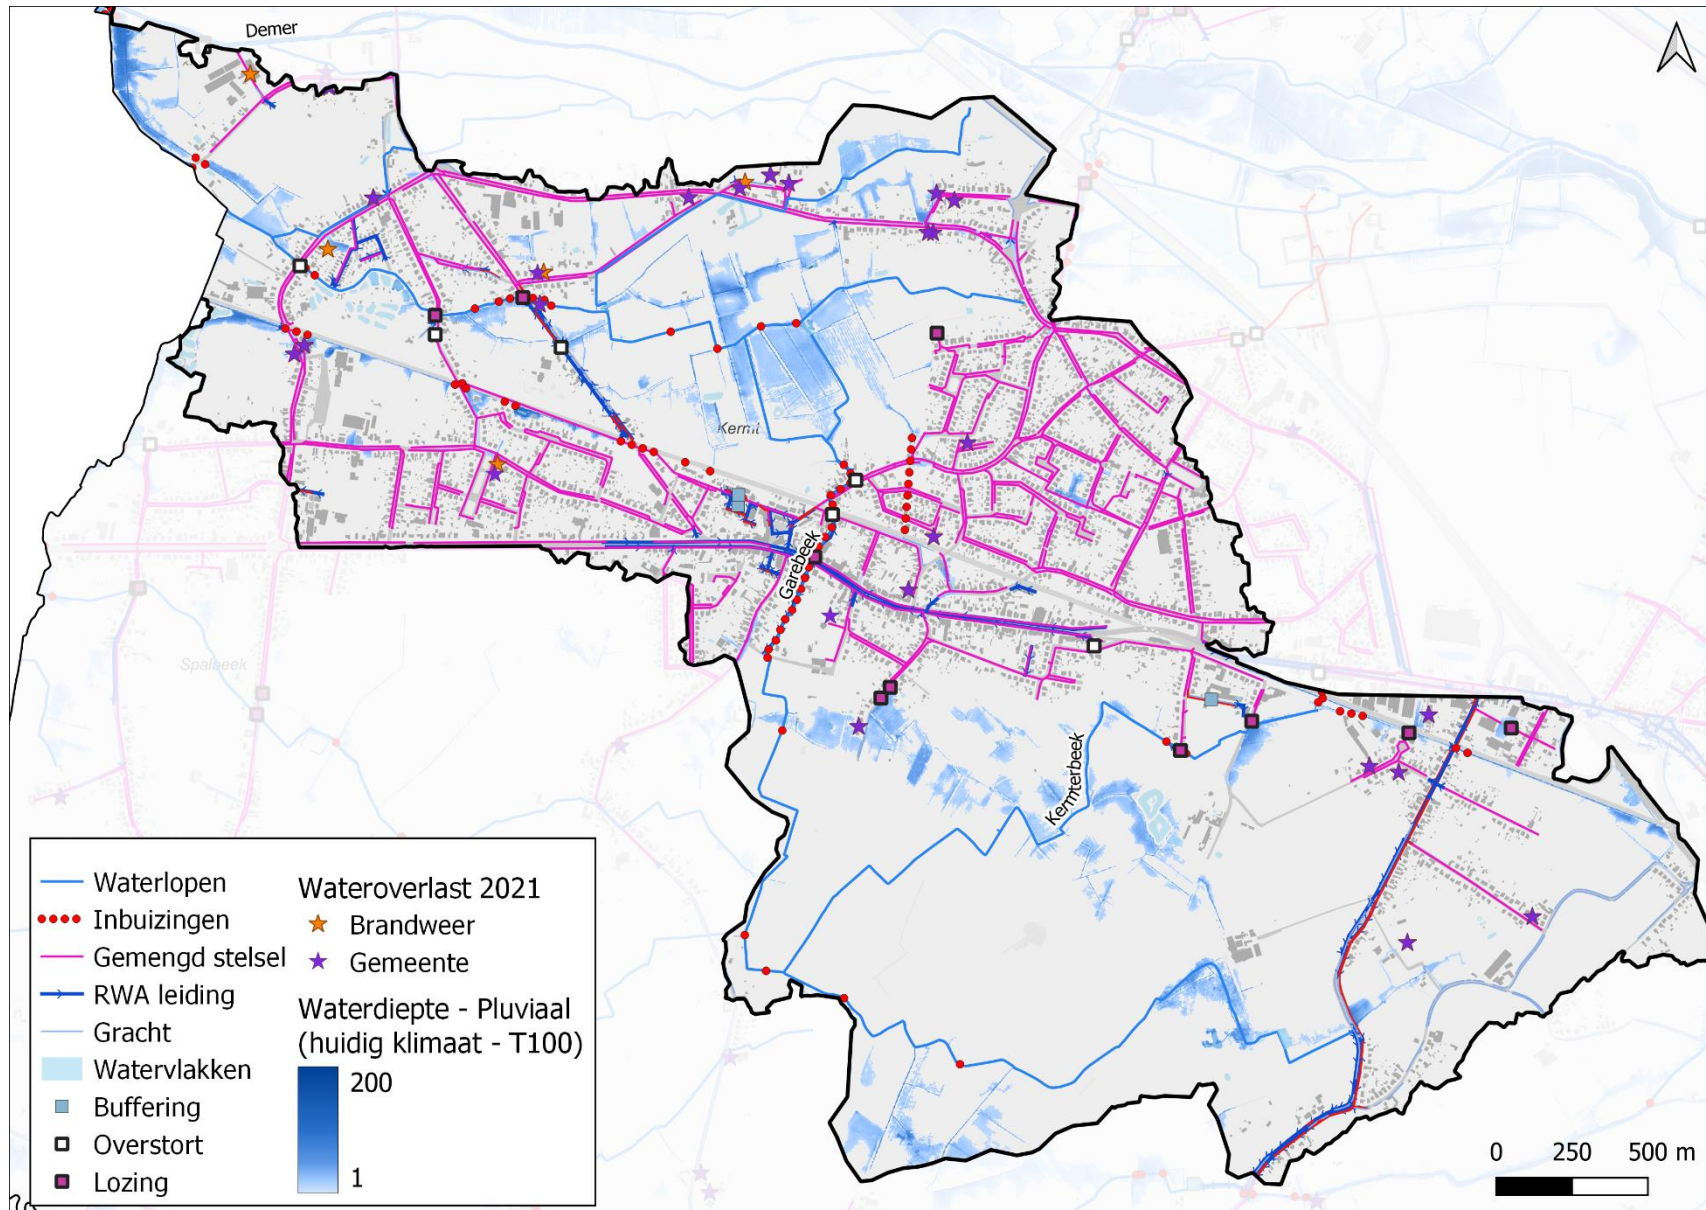 Demer
Kermt
Garebeek
Spalbeek
Kermterbeek
Waterlopen
Inbuizingen
Gemengd stelsel
RWA leiding
Gracht
Watervlakken
Buffering
Overstort
Lozing
Wateroverlast 2021
Brandweer
Gemeente
Waterdiepte - Pluviaal
(huidig klimaat - T100)
200
1
0 250 500 m